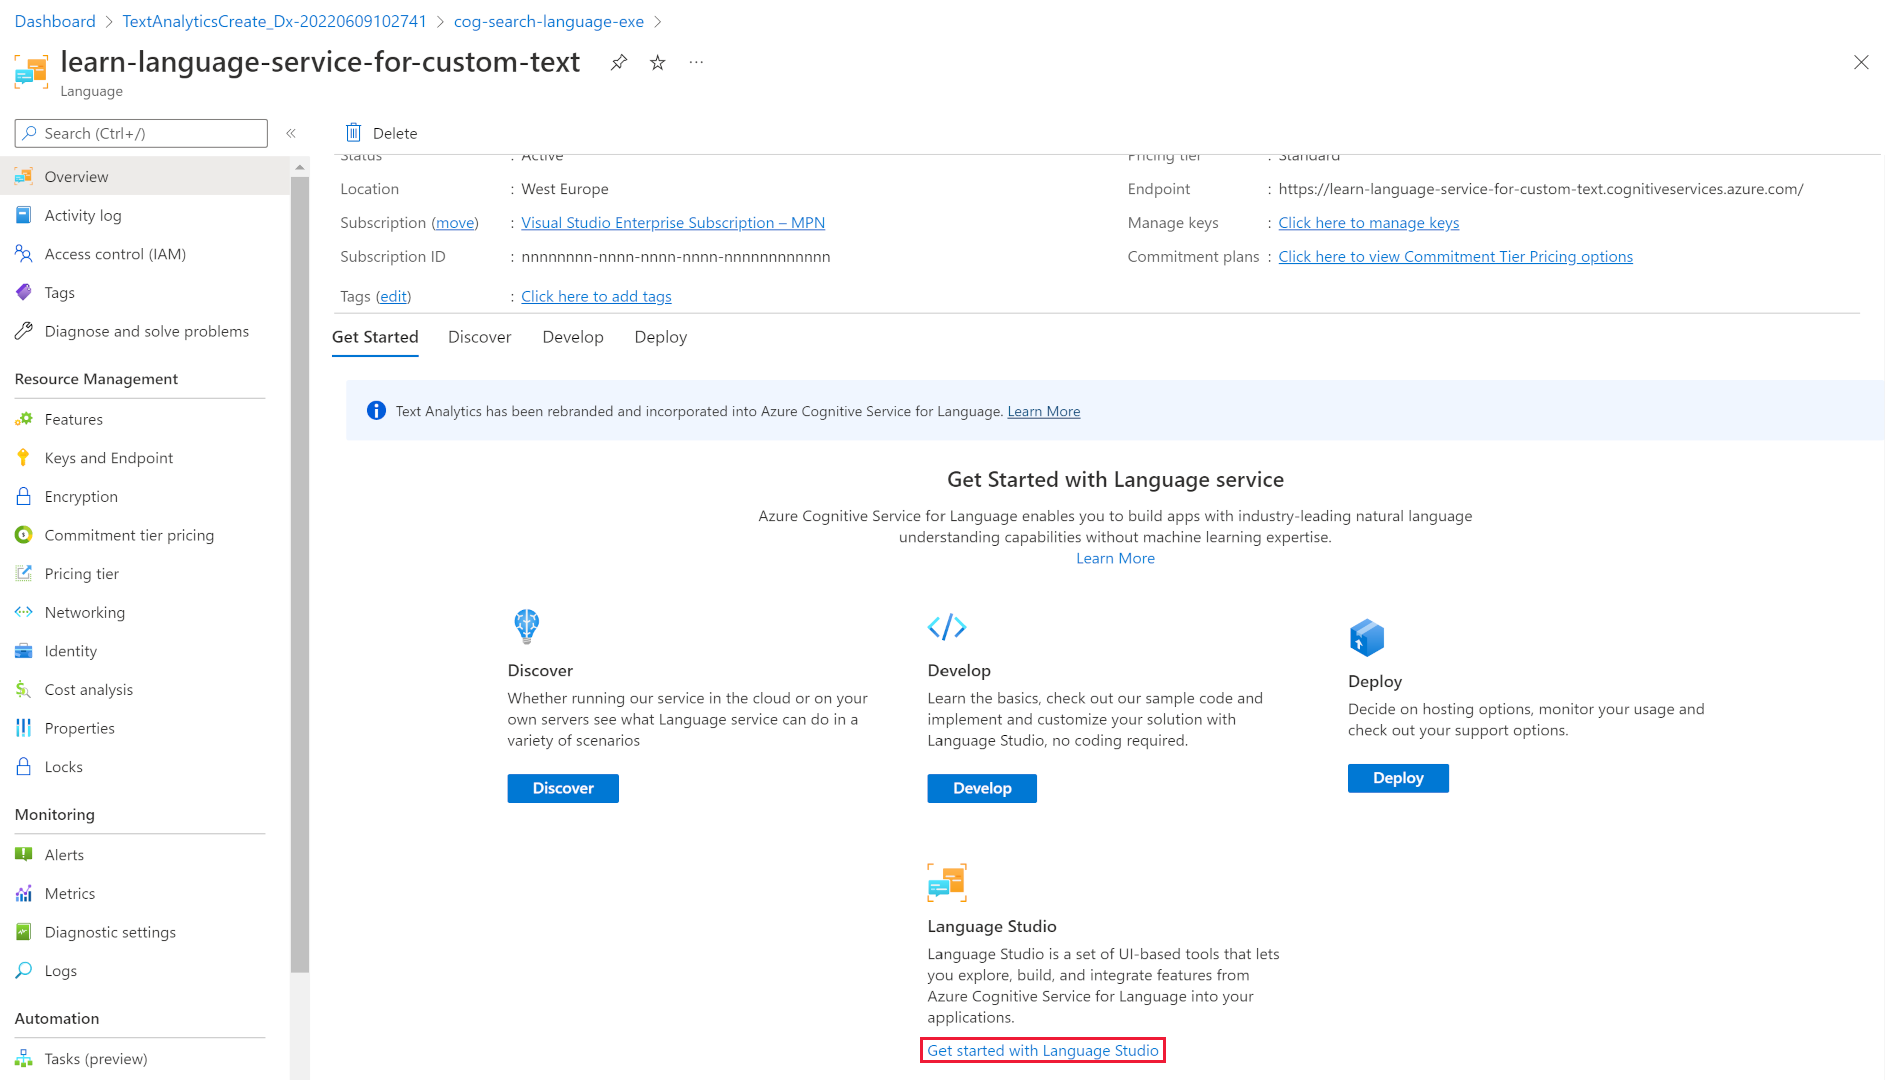 Dashboard > TextAnalyticsCreate_Dx-20220609102741 > cog-search-language-exe >
learn-language-service-for-custom-text
Language
Search (Ctrl+/)
«
Delete
Overview
Activity log
Access control (IAM)
Tags
Diagnose and solve problems
Resource Management
Features
Keys and Endpoint
Encryption
Commitment tier pricing
Pricing tier
Networking
Identity
Cost analysis
Properties
Locks
Monitoring
Alerts
Metrics
Diagnostic settings
Logs
Automation
Tasks (preview)
Status : Active
Location : West Europe
Subscription (move) : Visual Studio Enterprise Subscription – MPN
Subscription ID : nnnnnnnn-nnnn-nnnn-nnnn-nnnnnnnnnnnn
Tags (edit) : Click here to add tags
Pricing tier : Standard
Endpoint : https://learn-language-service-for-custom-text.cognitiveservices.azure.com/
Manage keys : Click here to manage keys
Commitment plans : Click here to view Commitment Tier Pricing options
Get Started Discover Develop Deploy
Text Analytics has been rebranded and incorporated into Azure Cognitive Service for Language. Learn More
Get Started with Language service
Azure Cognitive Service for Language enables you to build apps with industry-leading natural language
understanding capabilities without machine learning expertise.
Learn More
Discover
Whether running our service in the cloud or on your
own servers see what Language service can do in a
variety of scenarios
Discover
Develop
Learn the basics, check out our sample code and
implement and customize your solution with
Language Studio, no coding required.
Develop
Deploy
Decide on hosting options, monitor your usage and
check out your support options.
Deploy
Language Studio
Language Studio is a set of UI-based tools that lets
you explore, build, and integrate features from
Azure Cognitive Service for Language into your
applications.
Get started with Language Studio